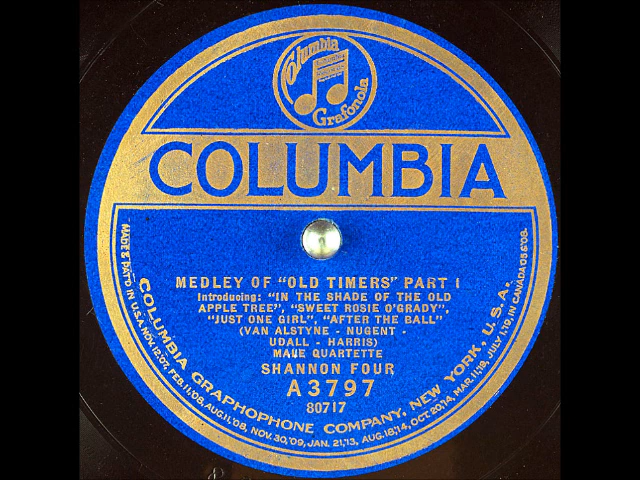 Columbia
Grafonola
COLUMBIA
MEDLEY OF "OLD TIMERS" PART I
Introducing: "IN THE SHADE OF THE OLD
APPLE TREE", "SWEET ROSIE O'GRADY",
"JUST ONE GIRL", "AFTER THE BALL"
(VAN ALSTYNE - NUGENT -
UDALL - HARRIS)
MALE QUARTETTE
SHANNON FOUR
A3797
80717
COLUMBIA GRAPHOPHONE COMPANY, NEW YORK, U.S.A.
MADE & PAT'D IN U.S.A. NOV. 12,'07, FEB. 11,'08, AUG. 11,'08, NOV. 30,'09, JAN. 21,'13, AUG. 18,'14, OCT. 20,'14, MAR. 11,'19, JULY 1,'19, IN CANADA '05 & '08.